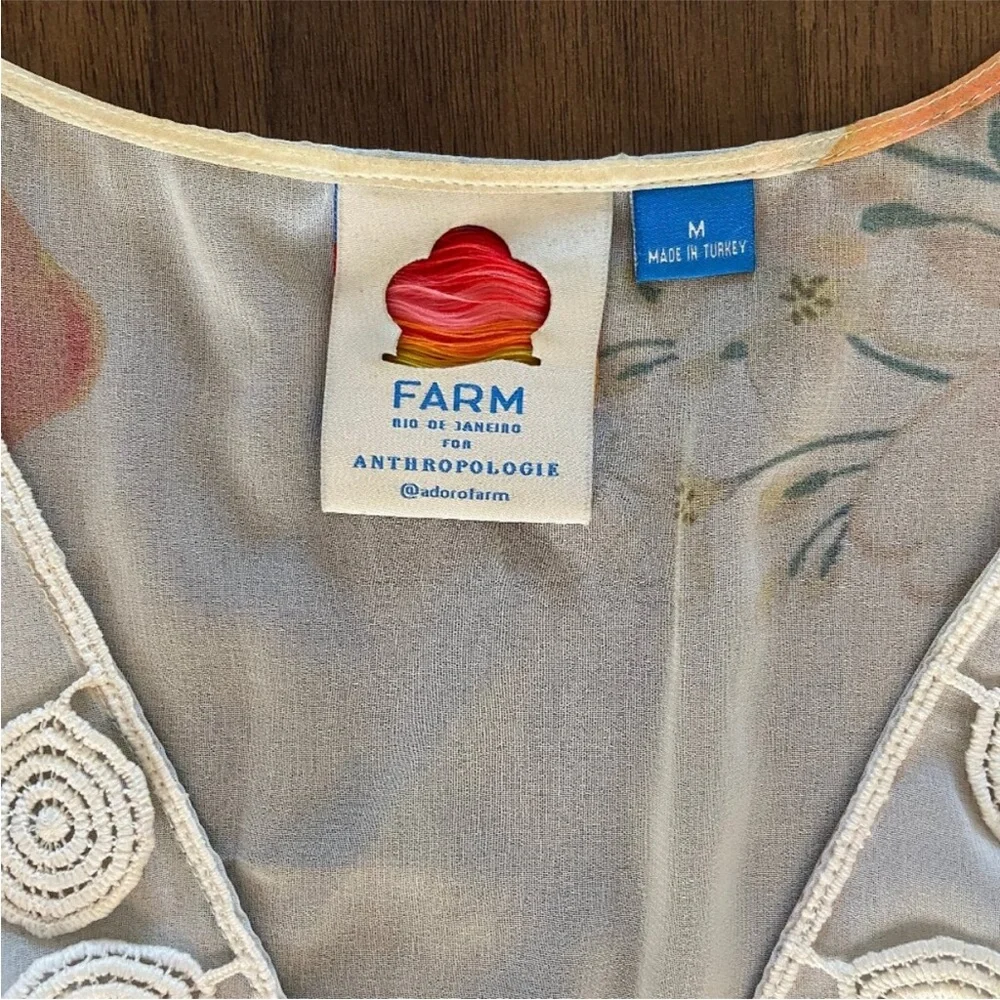 FARM
RIO DE JANEIRO
FOR
ANTHROPOLOGIE
@adorofarm
M
MADE IN TURKEY